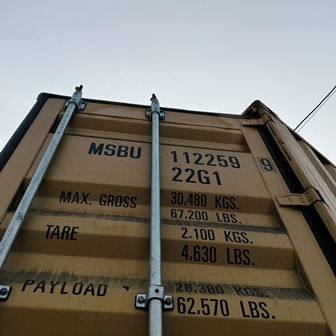 MSBU 112259 9
22G1
MAX. GROSS 30,480 KGS.
67,200 LBS.
TARE 2.100 KGS.
4,630 LBS.
PAYLOAD 28.380 KGS.
62,570 LBS.